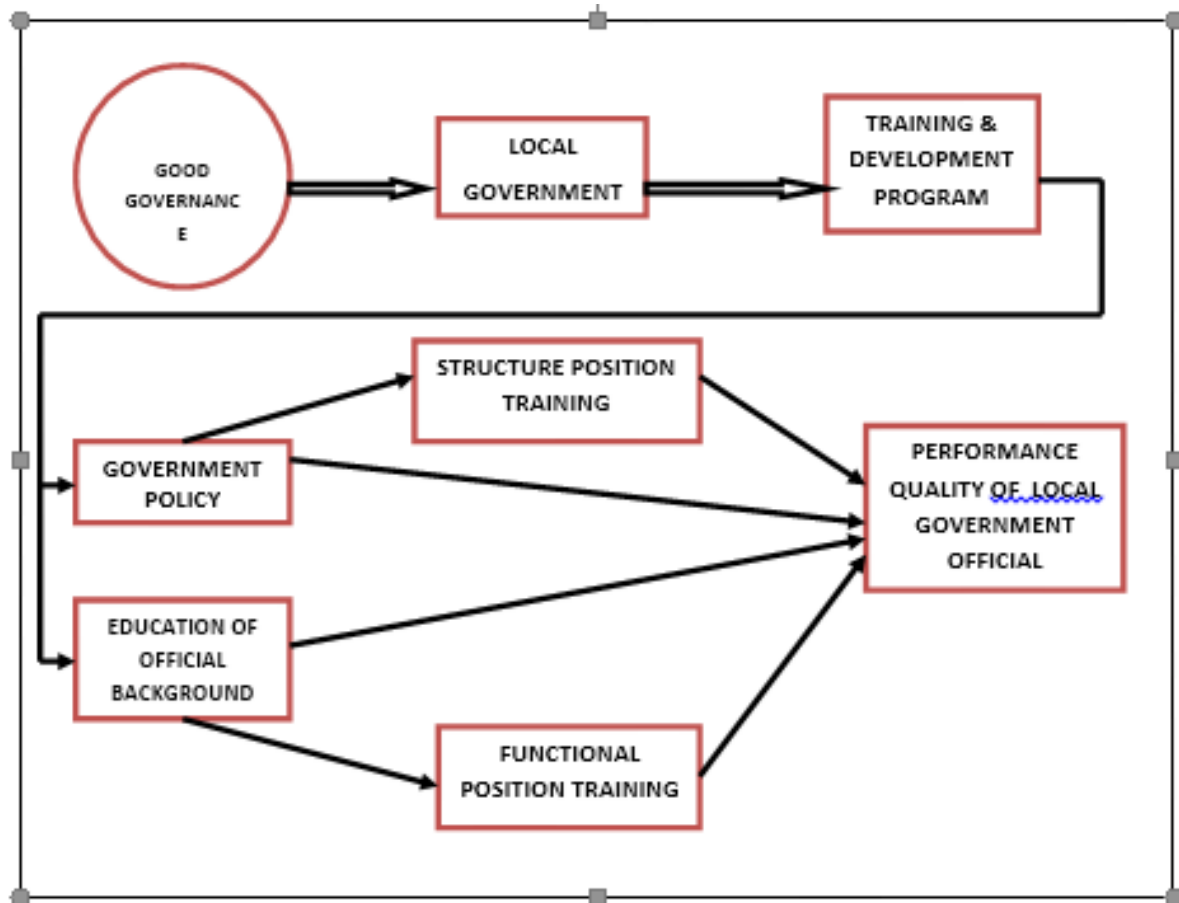 GOOD
GOVERNANC
E
LOCAL
GOVERNMENT
TRAINING &
DEVELOPMENT
PROGRAM
STRUCTURE POSITION
TRAINING
GOVERNMENT
POLICY
PERFORMANCE
QUALITY OF LOCAL
GOVERNMENT
OFFICIAL
EDUCATION OF
OFFICIAL
BACKGROUND
FUNCTIONAL
POSITION TRAINING